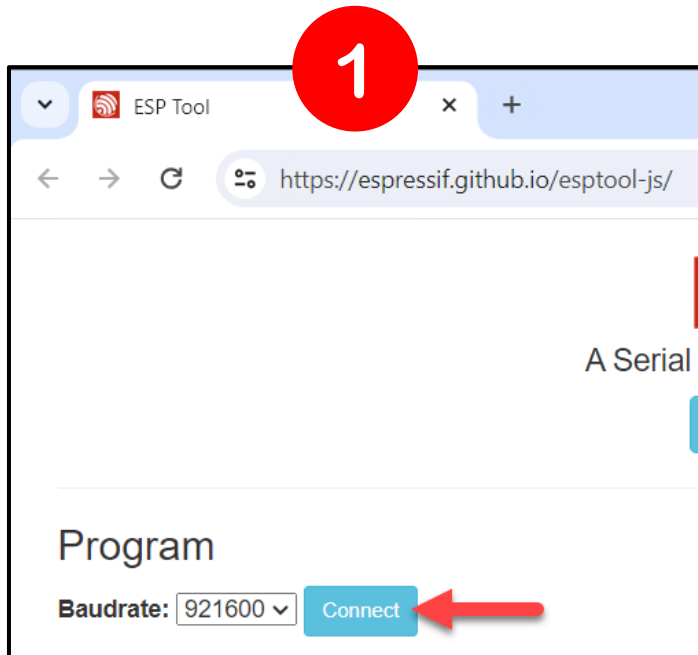 1
ESP Tool
https://espressif.github.io/esptool-js/
A Serial
Program
Baudrate: 921600 Connect